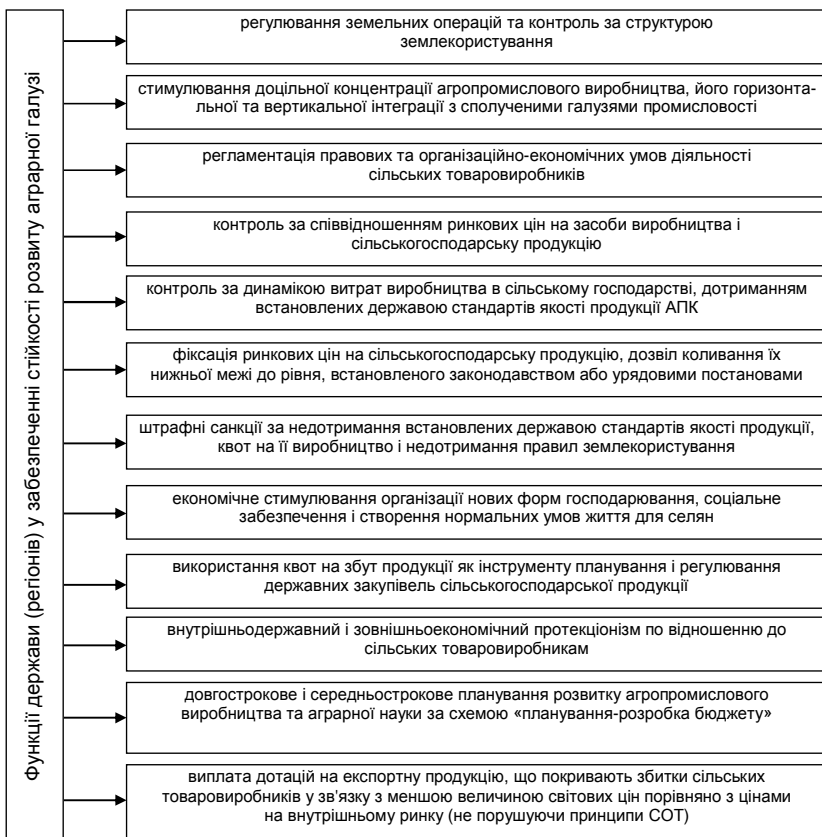 Функції держави (регіонів) у забезпеченні стійкості розвиту аграрної галузі
регулювання земельних операцій та контроль за структурою
землекористування
стимулювання доцільної концентрації агропромислового виробництва, його горизонта-
льної та вертикальної інтеграції з сполученими галузями промисловості
регламентація правових та організаційно-економічних умов діяльності
сільських товаровиробників
контроль за співвідношенням ринкових цін на засоби виробництва і
сільськогосподарську продукцію
контроль за динамікою витрат виробництва в сільському господарстві, дотриманням
встановлених державою стандартів якості продукції АПК
фіксація ринкових цін на сільськогосподарську продукцію, дозвіл коливання їх
нижньої межі до рівня, встановленого законодавством або урядовими постановами
штрафні санкції за недотримання встановлених державою стандартів якості продукції,
квот на її виробництво і недотримання правил землекористування
економічне стимулювання організації нових форм господарювання, соціальне
забезпечення і створення нормальних умов життя для селян
використання квот на збут продукції як інструменту планування і регулювання
державних закупівель сільськогосподарської продукції
внутрішньодержавний і зовнішньоекономічний протекціонізм по відношенню до
сільських товаровиробникам
довгострокове і середньострокове планування розвитку агропромислового
виробництва та аграрної науки за схемою «планування-розробка бюджету»
виплата дотацій на експортну продукцію, що покривають збитки сільських
товаровиробників у зв'язку з меншою величиною світових цін порівняно з цінами
на внутрішньому ринку (не порушуючи принципи СОТ)